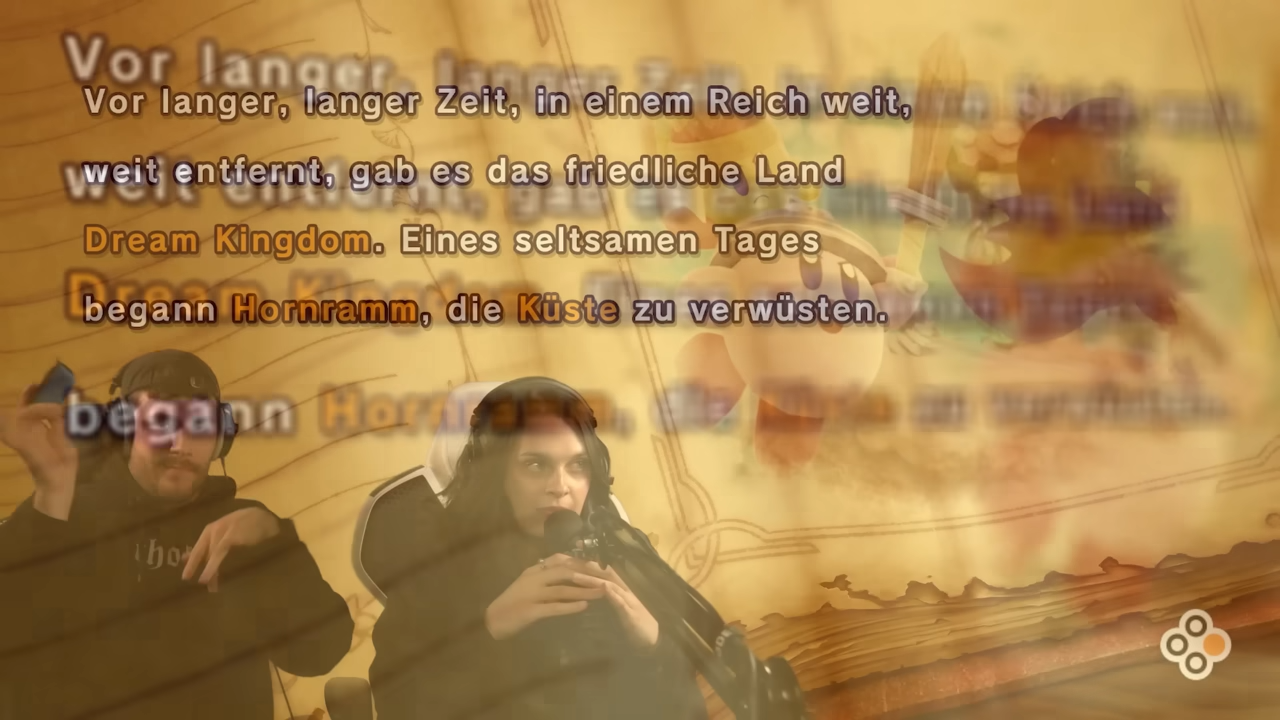 Vor langer, langer Zeit, in einem Reich weit,
weit entfernt, gab es das friedliche Land
Dream Kingdom. Eines seltsamen Tages
begann Hornramm, die Küste zu verwüsten.